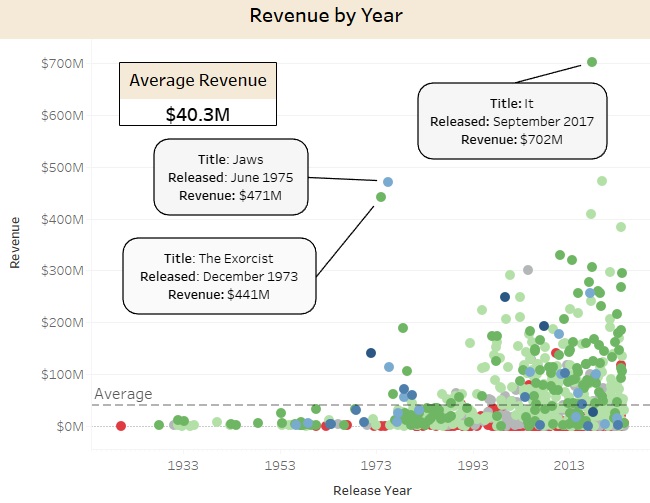 Revenue by Year
$700M
$600M
$500M
$400M
$300M
$200M
$100M
$0M
Revenue
Average Revenue
$40.3M
Title: It
Released: September 2017
Revenue: $702M
Title: Jaws
Released: June 1975
Revenue: $471M
Title: The Exorcist
Released: December 1973
Revenue: $441M
Average
1933
1953
1973
1993
2013
Release Year